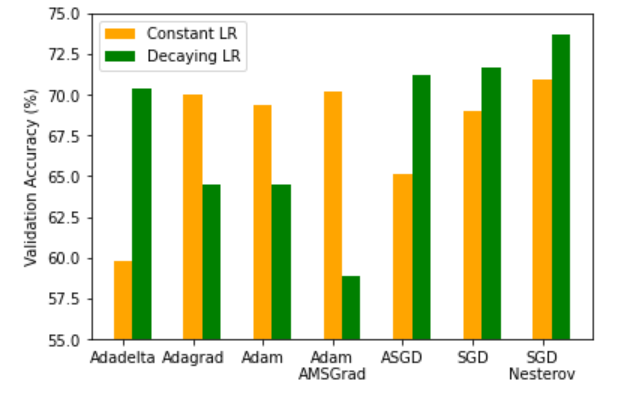 75.0
72.5
70.0
67.5
65.0
62.5
60.0
57.5
55.0
Validation Accuracy (%)
Constant LR
Decaying LR
Adadelta Adagrad Adam Adam ASGD SGD SGD
AMSGrad Nesterov